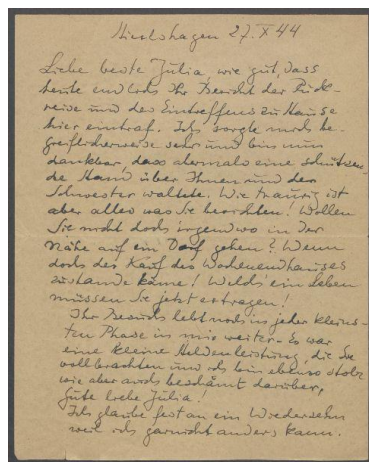 27. X 44
Liebe beste Julia, wie gut, dass
heute endlich Ihr Bericht der Rück-
reise und des Eintreffens zu Hause
hier eintraf. Ich sorgte mich be-
greiflicherweise sehr und bin nun
dankbar, dass abermals eine schützen-
de Hand über Ihnen und der
Schwester waltete. Wie traurig ist
aber alles was Sie berichten! Wollen
Sie nicht doch irgendwo in der
Nähe auf ein Dorf gehen? Wenn
doch der Kauf des Wochenendhauses
zustande käme! Welch ein Leben
müssen Sie jetzt ertragen!
Ihr Besuch lebt noch in jeder kleins-
ten Phase in mir weiter - Es war
eine kleine Heldenleistung, die Sie
vollbrachten und ich bin ebenso stolz
wie aber auch beschämt darüber,
gute liebe Julia!
Ich glaube fest an ein Wiedersehn
weil ich garnicht anders kann.